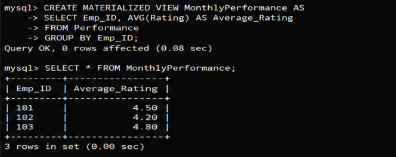 mysql> CREATE MATERIALIZED VIEW MonthlyPerformance AS
    -> SELECT Emp_ID, AVG(Rating) AS Average_Rating
    -> FROM Performance
    -> GROUP BY Emp_ID;
Query OK, 0 rows affected (0.08 sec)
mysql> SELECT * FROM MonthlyPerformance;
+--------+----------------+
| Emp_ID | Average_Rating |
+--------+----------------+
| 101    |           4.50 |
| 102    |           4.20 |
| 103    |           4.80 |
+--------+----------------+
3 rows in set (0.00 sec)